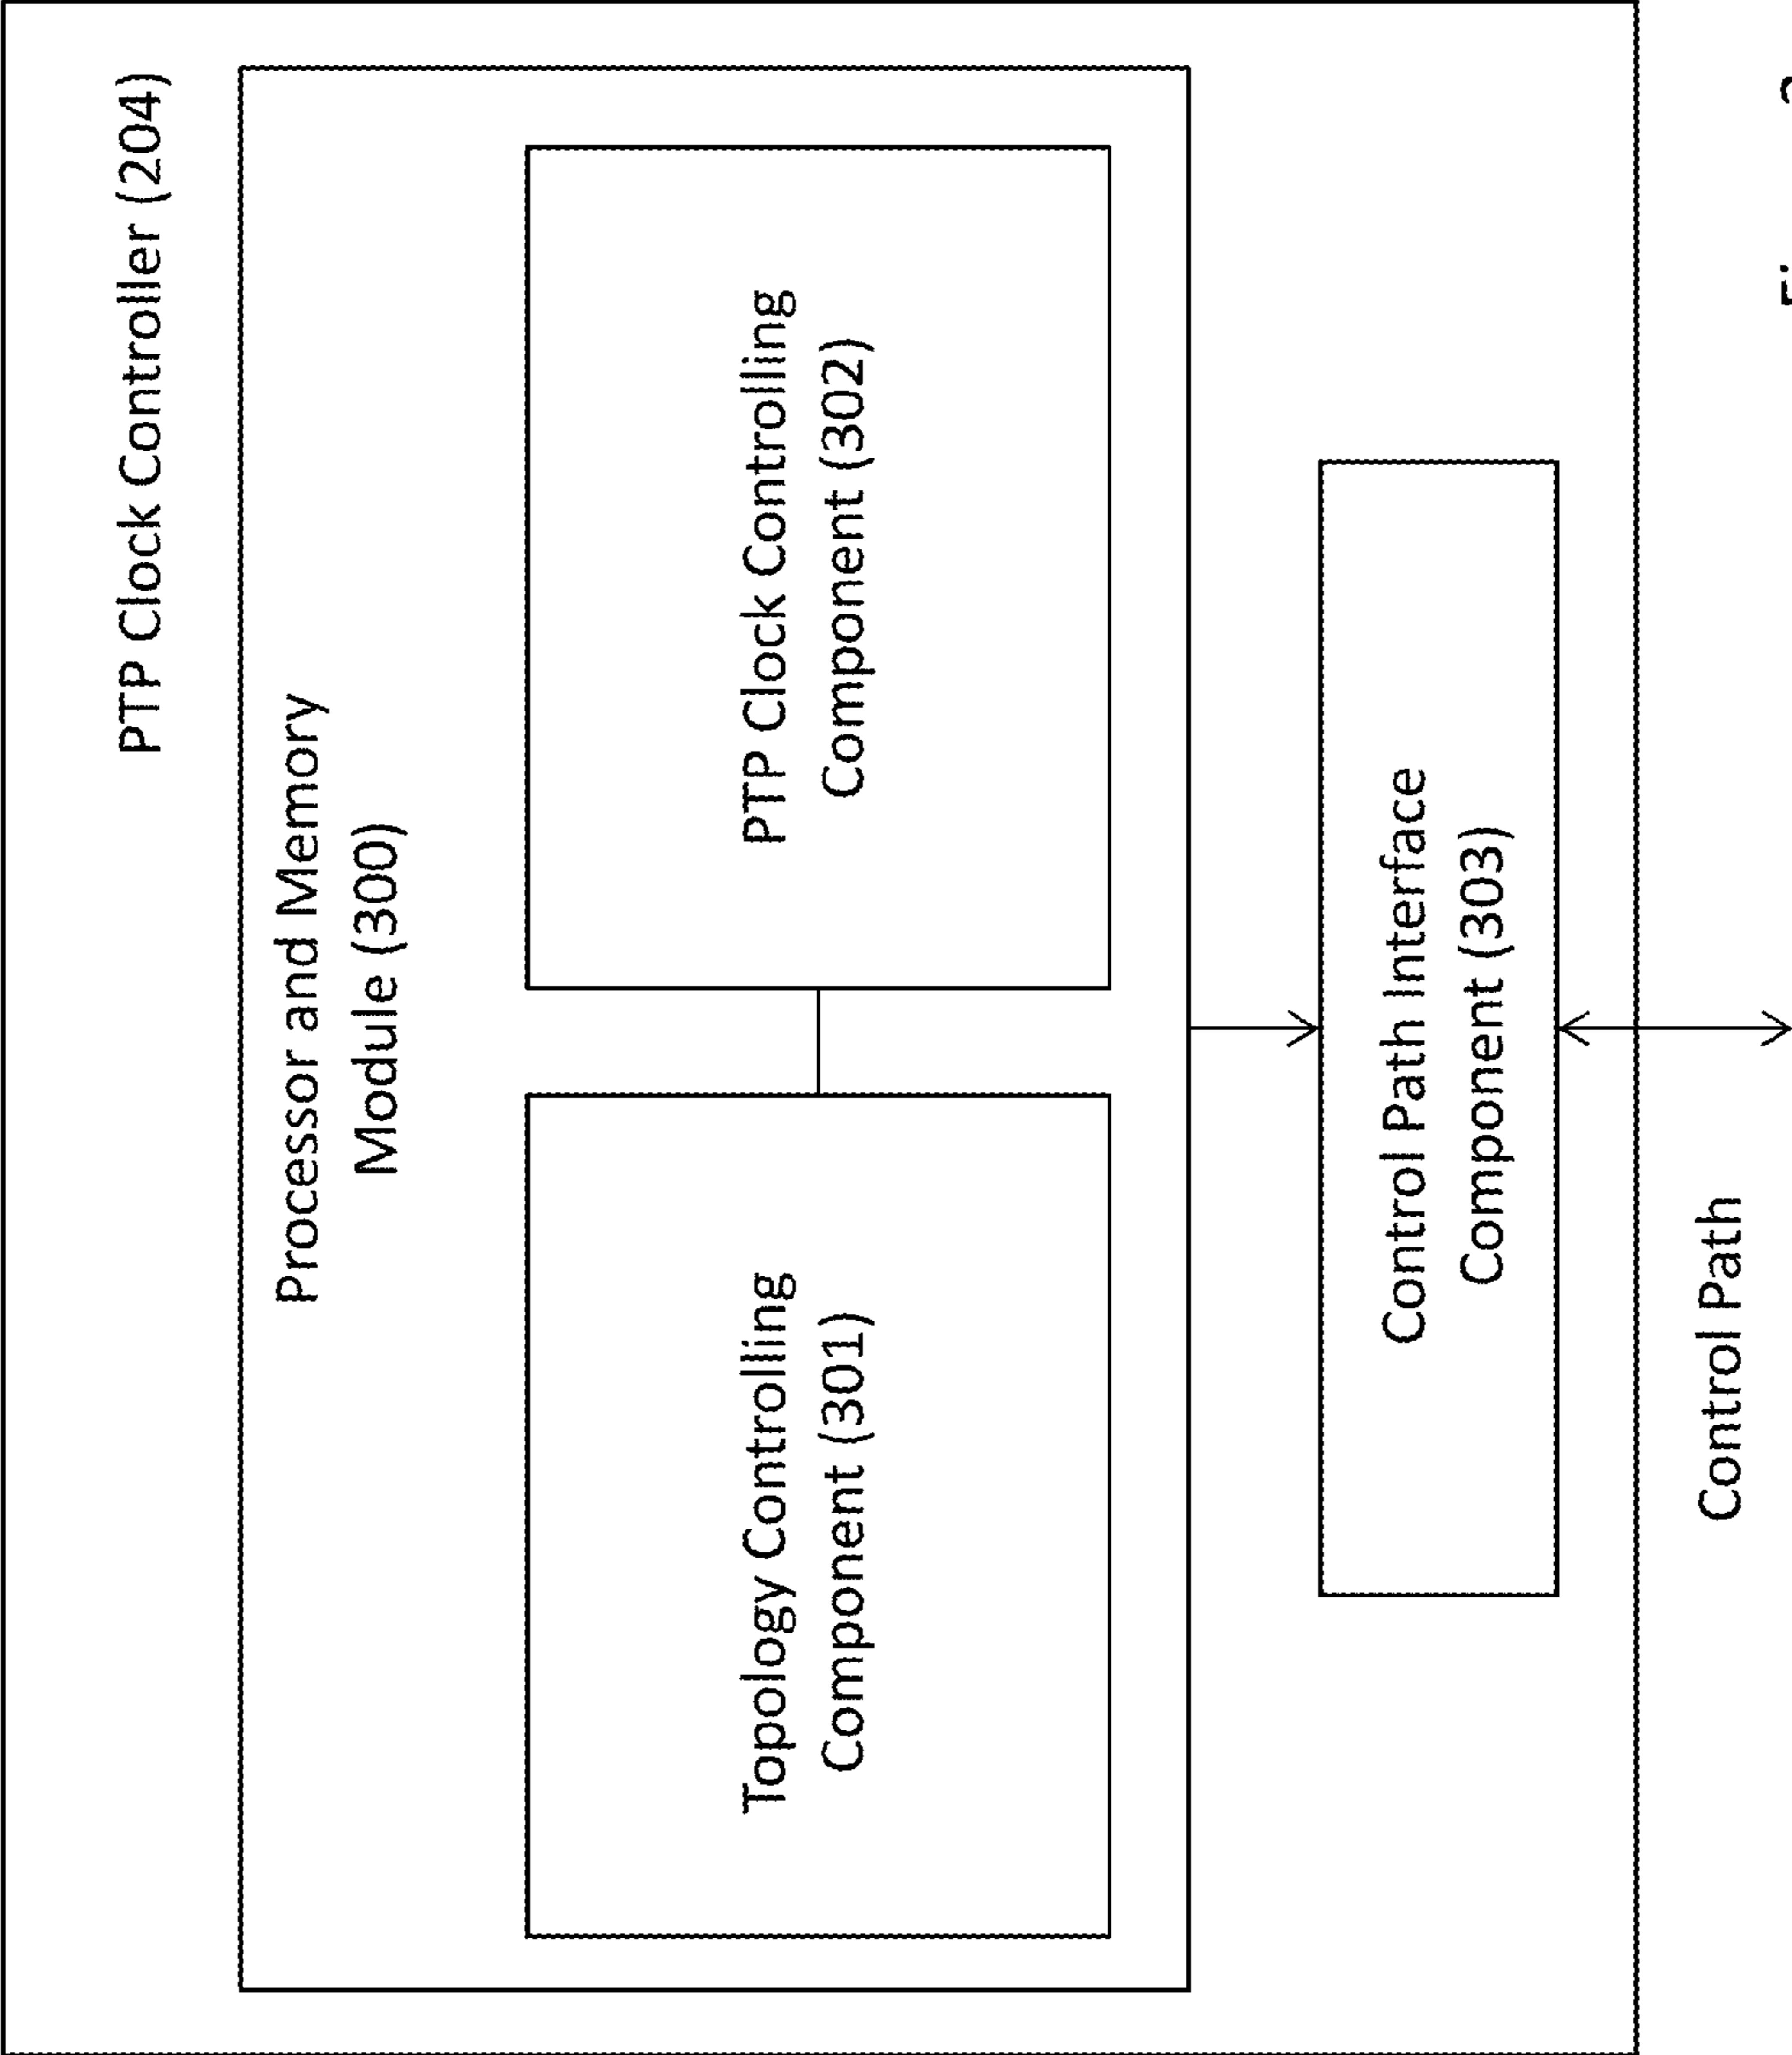 PTP Clock Controller (204)
Processor and Memory
Module (300)
Topology Controlling
Component (301)
PTP Clock Controlling
Component (302)
Control Path Interface
Component (303)
Control Path